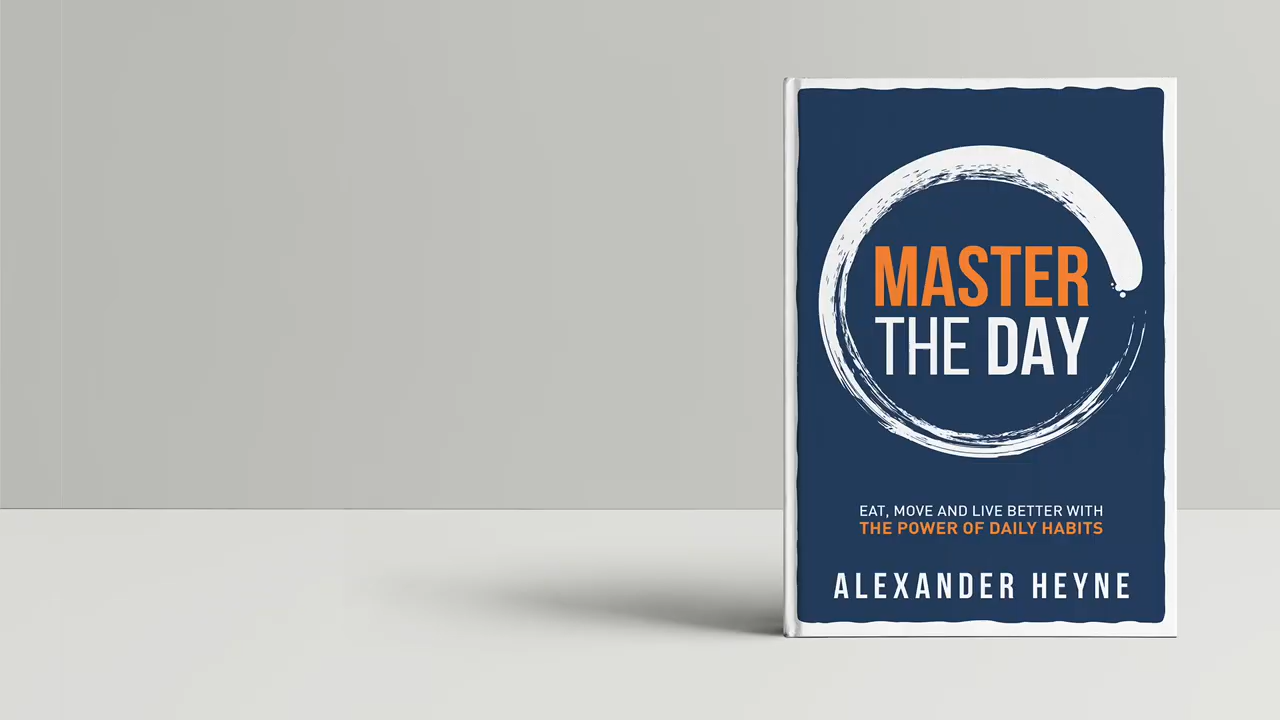 MASTER
THE DAY
EAT, MOVE AND LIVE BETTER WITH
THE POWER OF DAILY HABITS
ALEXANDER HEYNE